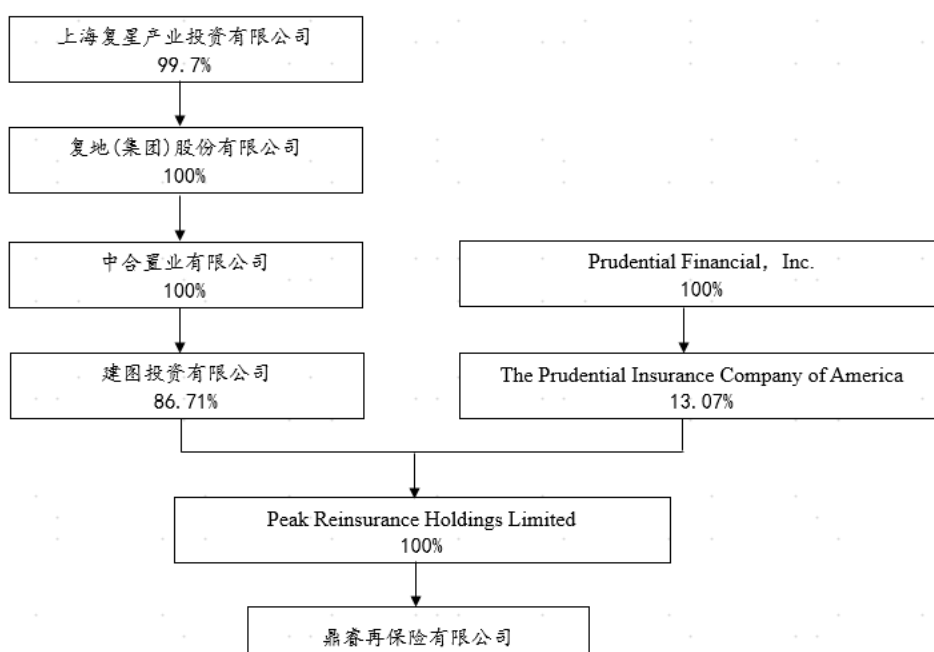 上海复星产业投资有限公司
99.7%
复地(集团)股份有限公司
100%
中合置业有限公司
100%
Prudential Financial, Inc.
100%
建图投资有限公司
86.71%
The Prudential Insurance Company of America
13.07%
Peak Reinsurance Holdings Limited
100%
鼎睿再保险有限公司